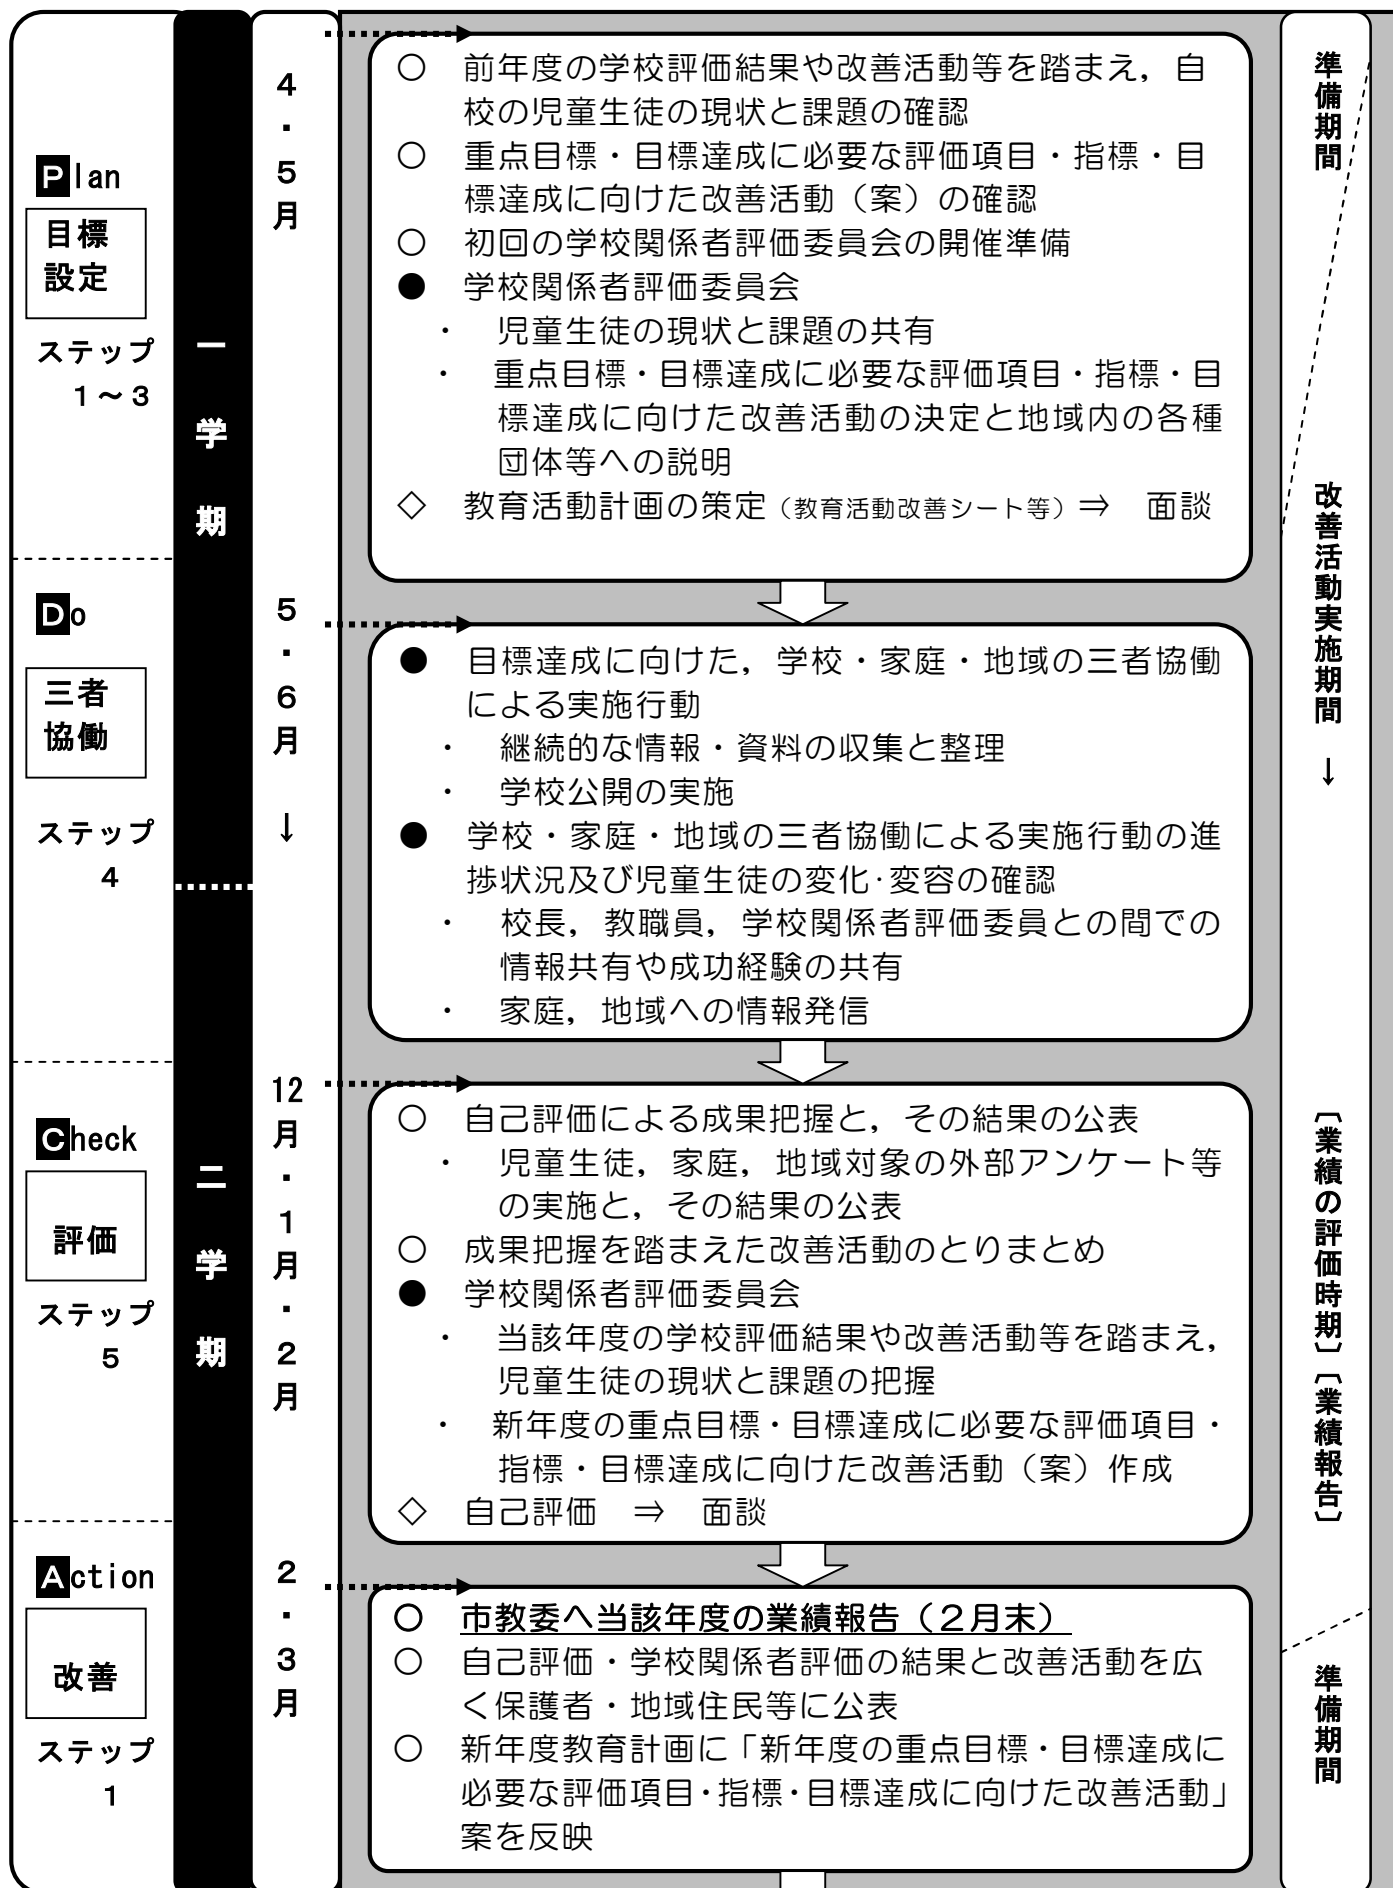 Plan
目標
設定
ステップ
１～３
Do
三者
協働
ステップ
４
Check
評価
ステップ
５
Action
改善
ステップ
１
一学期
二学期
４・５月
５・６月
↓
12月・１月・２月
２・３月
○　前年度の学校評価結果や改善活動等を踏まえ，自
校の児童生徒の現状と課題の確認
○　重点目標・目標達成に必要な評価項目・指標・目
標達成に向けた改善活動（案）の確認
○　初回の学校関係者評価委員会の開催準備
●　学校関係者評価委員会
・　児童生徒の現状と課題の共有
・　重点目標・目標達成に必要な評価項目・指標・目
標達成に向けた改善活動の決定と地域内の各種
団体等への説明
◇　教育活動計画の策定（教育活動改善シート等）⇒　面談
●　目標達成に向けた，学校・家庭・地域の三者協働
による実施行動
・　継続的な情報・資料の収集と整理
・　学校公開の実施
●　学校・家庭・地域の三者協働による実施行動の進
捗状況及び児童生徒の変化･変容の確認
・　校長，教職員，学校関係者評価委員との間での
情報共有や成功経験の共有
・　家庭，地域への情報発信
○　自己評価による成果把握と，その結果の公表
・　児童生徒，家庭，地域対象の外部アンケート等
の実施と，その結果の公表
○　成果把握を踏まえた改善活動のとりまとめ
●　学校関係者評価委員会
・　当該年度の学校評価結果や改善活動等を踏まえ，
児童生徒の現状と課題の把握
・　新年度の重点目標・目標達成に必要な評価項目・
指標・目標達成に向けた改善活動（案）作成
◇　自己評価　⇒　面談
○　市教委へ当該年度の業績報告（２月末）
○　自己評価・学校関係者評価の結果と改善活動を広
く保護者・地域住民等に公表
○　新年度教育計画に「新年度の重点目標・目標達成に
必要な評価項目･指標･目標達成に向けた改善活動」
案を反映
準備期間
改善活動実施期間　↓
〔業績の評価時期〕〔業績報告〕
準備期間